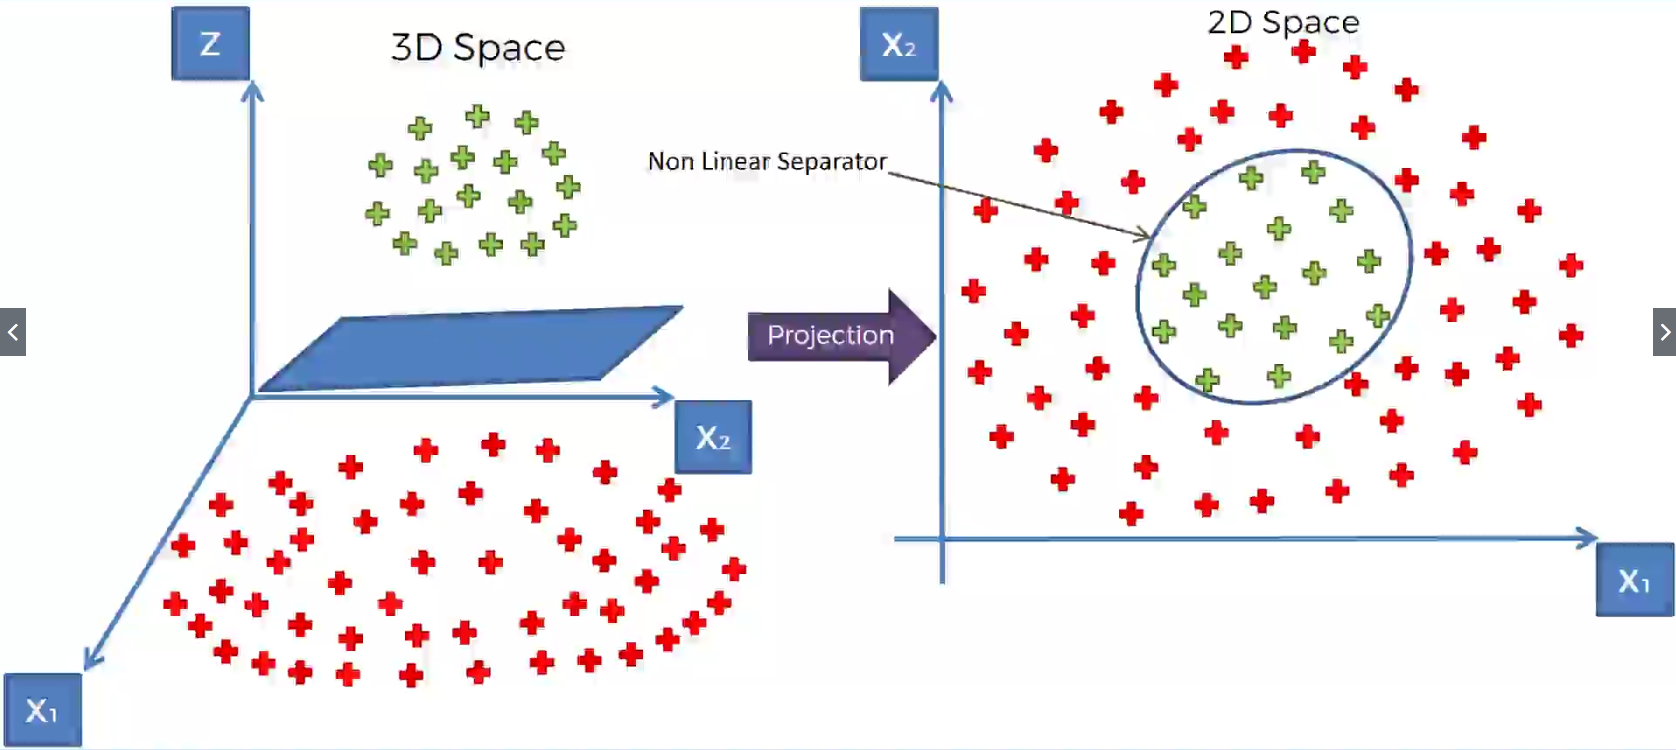 Z
3D Space
X2
2D Space
Non Linear Separator
Projection
X2
X1
X1